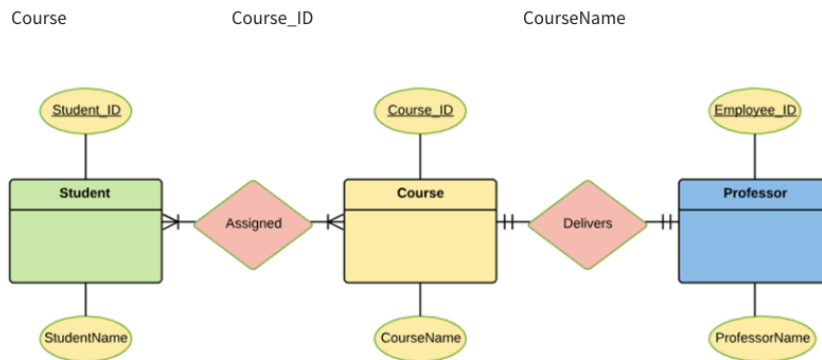 Course Course_ID CourseName
Student_ID Course_ID Employee_ID
Student Course Professor
Assigned Delivers
StudentName CourseName ProfessorName